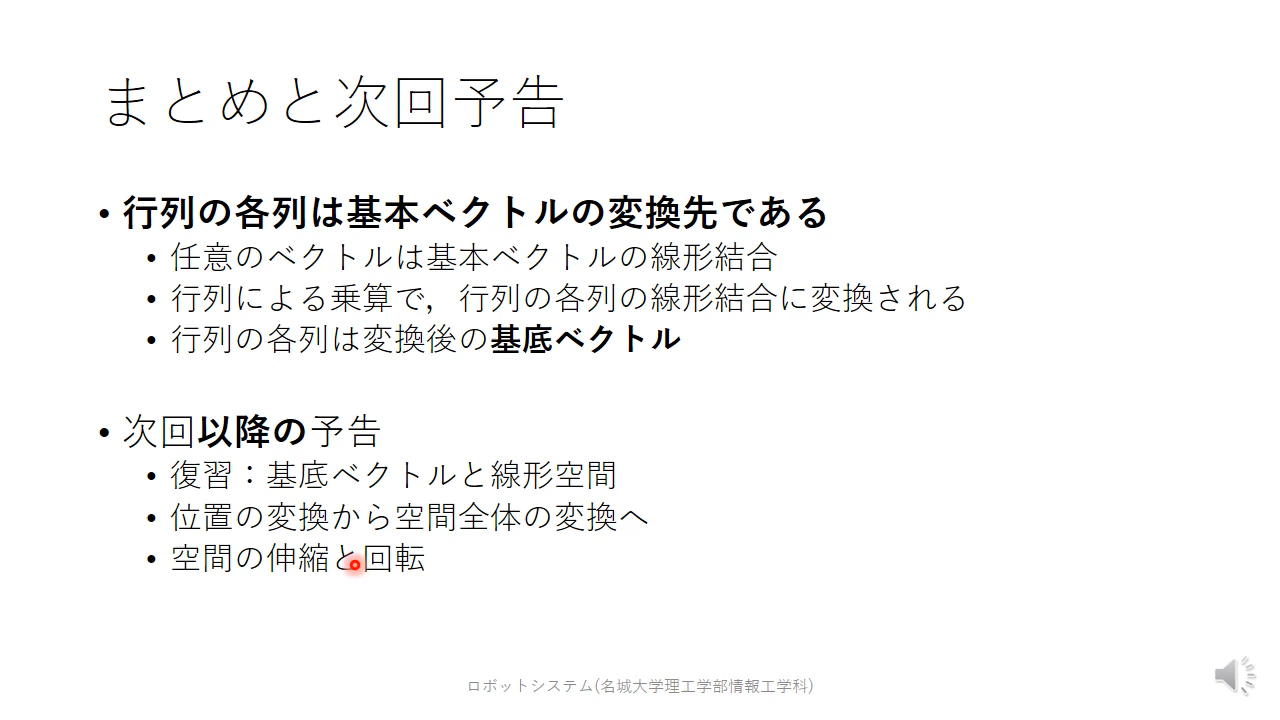 まとめと次回予告
• 行列の各列は基本ベクトルの変換先である
• 任意のベクトルは基本ベクトルの線形結合
• 行列による乗算で，行列の各列の線形結合に変換される
• 行列の各列は変換後の基底ベクトル
• 次回以降の予告
• 復習：基底ベクトルと線形空間
• 位置の変換から空間全体の変換へ
• 空間の伸縮と回転
ロボットシステム(名城大学理工学部情報工学科)